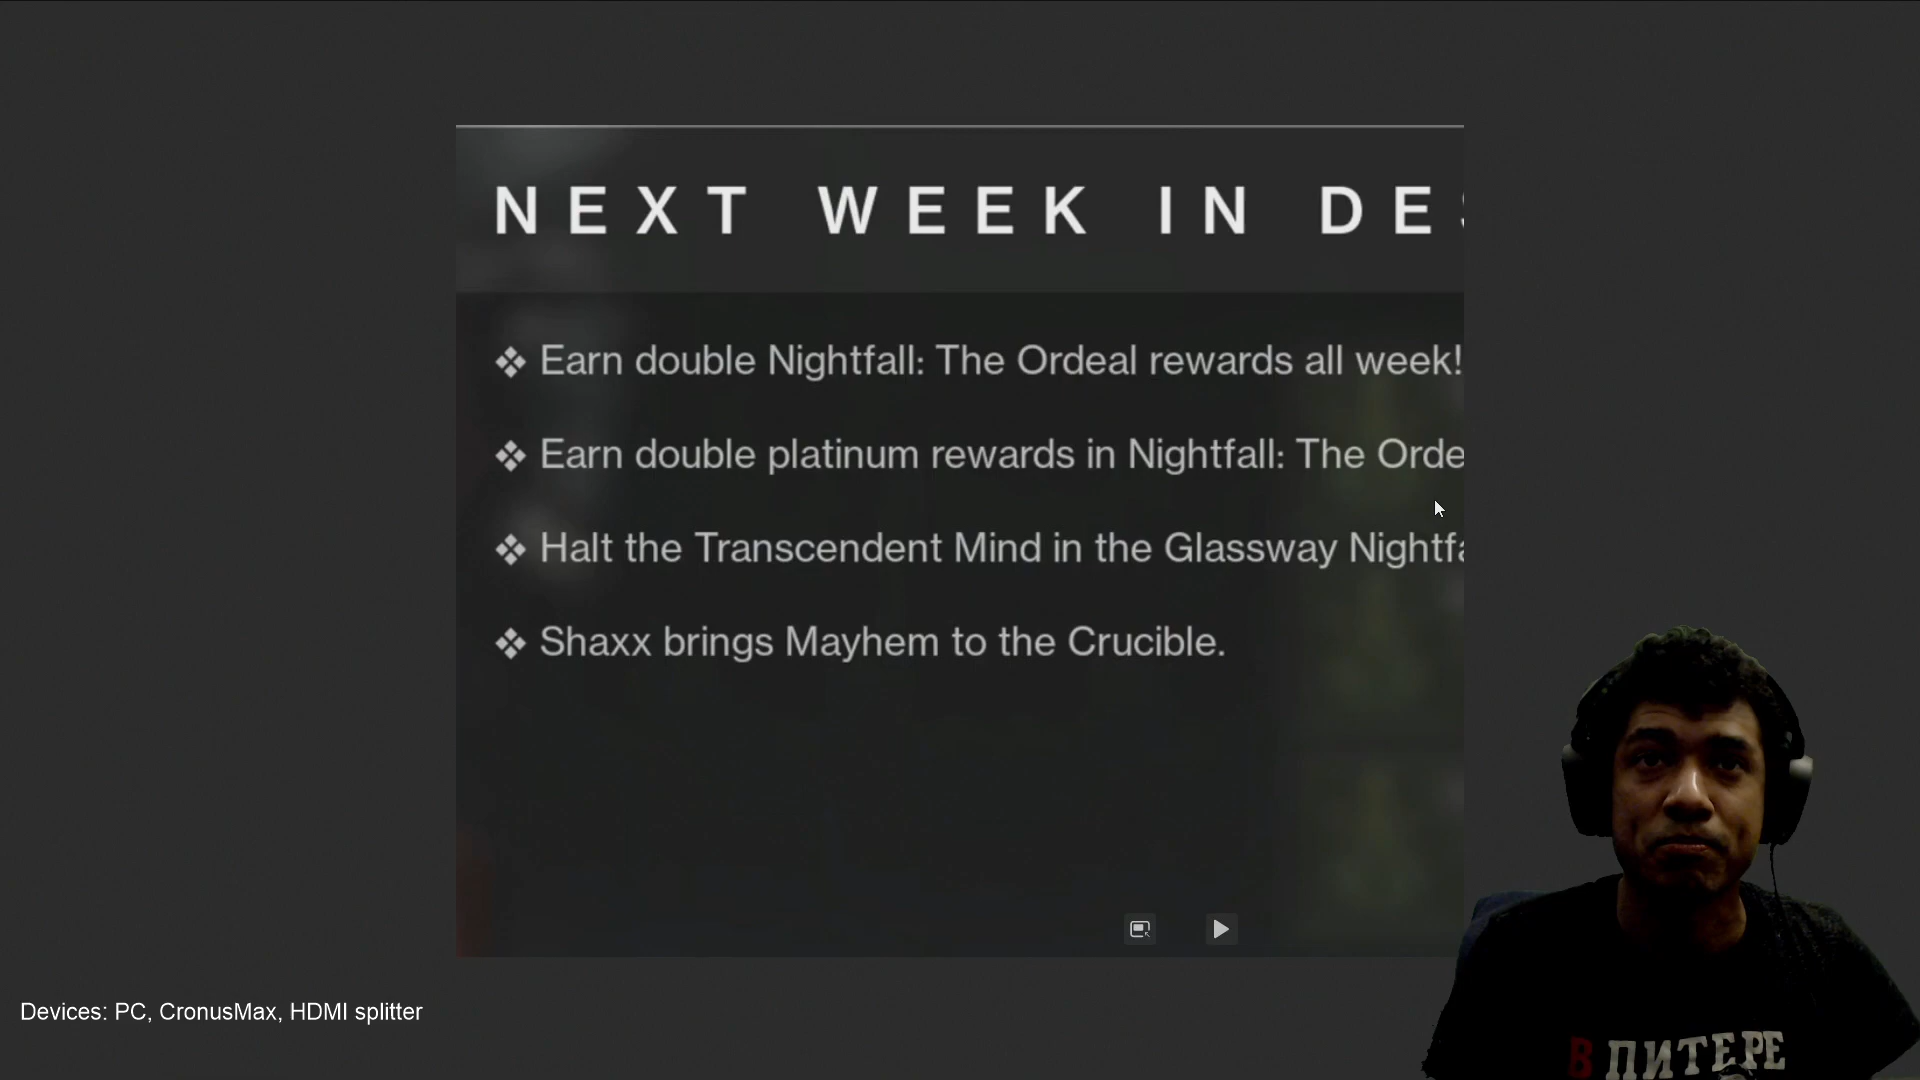 NEXT WEEK IN DES
Earn double Nightfall: The Ordeal rewards all week!
Earn double platinum rewards in Nightfall: The Orde
Halt the Transcendent Mind in the Glassway Nightfa
Shaxx brings Mayhem to the Crucible.
Devices: PC, CronusMax, HDMI splitter
В ПИТЕРЕ